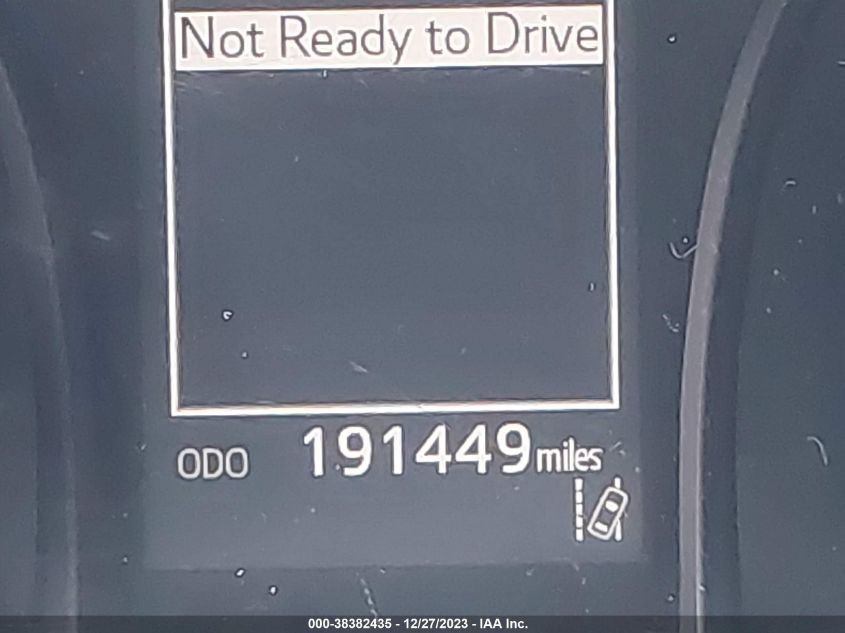 Not Ready to Drive
ODO 191449 miles
000-38382435 - 12/27/2023 - IAA Inc.